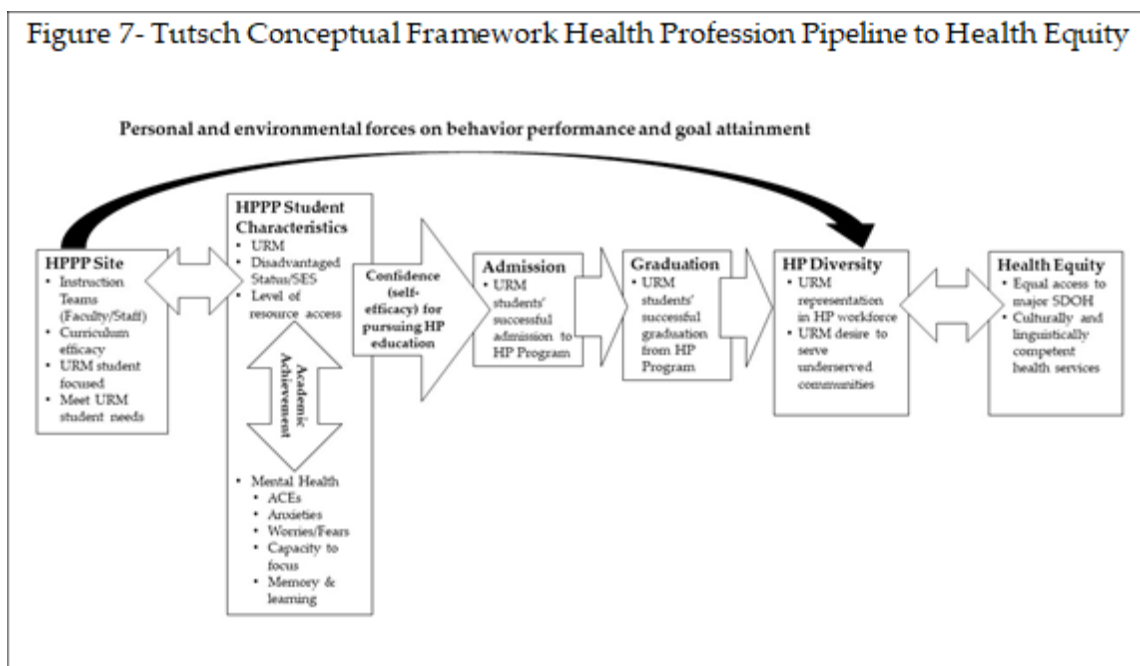 Figure 7- Tutsch Conceptual Framework Health Profession Pipeline to Health Equity
Personal and environmental forces on behavior performance and goal attainment
HPPP Site
• Instruction
Teams
(Faculty/Staff)
• Curriculum
efficacy
• URM student
focused
• Meet URM
student needs
HPPP Student
Characteristics
• URM
• Disadvantaged
Status/SES
• Level of
resource access
Academic
Achievement
• Mental Health
• ACEs
• Anxieties
• Worries/Fears
• Capacity to
focus
• Memory &
learning
Confidence
(self-
efficacy) for
pursuing HP
education
Admission
• URM
students'
successful
admission to
HP Program
Graduation
• URM
students'
successful
graduation
from HP
Program
HP Diversity
• URM
representation
in HP workforce
• URM desire to
serve
underserved
communities
Health Equity
• Equal access to
major SDOH
• Culturally and
linguistically
competent
health services